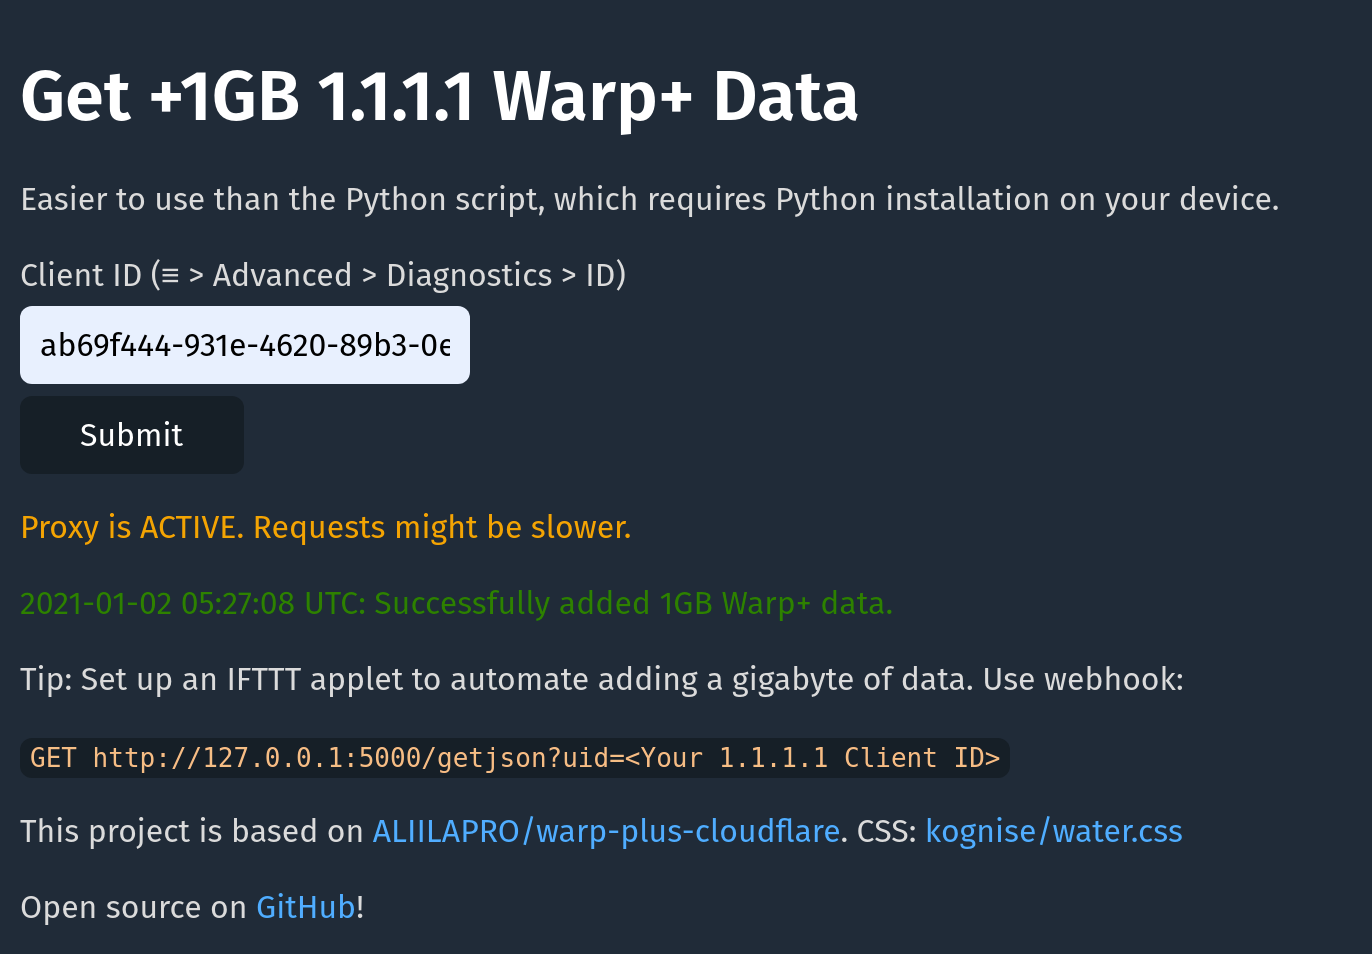 Get +1GB 1.1.1.1 Warp+ Data
Easier to use than the Python script, which requires Python installation on your device.
Client ID (≡ > Advanced > Diagnostics > ID)
ab69f444-931e-4620-89b3-0e
Submit
Proxy is ACTIVE. Requests might be slower.
2021-01-02 05:27:08 UTC: Successfully added 1GB Warp+ data.
Tip: Set up an IFTTT applet to automate adding a gigabyte of data. Use webhook:
GET http://127.0.0.1:5000/getjson?uid=<Your 1.1.1.1 Client ID>
This project is based on ALIILAPRO/warp-plus-cloudflare. CSS: kognise/water.css
Open source on GitHub!